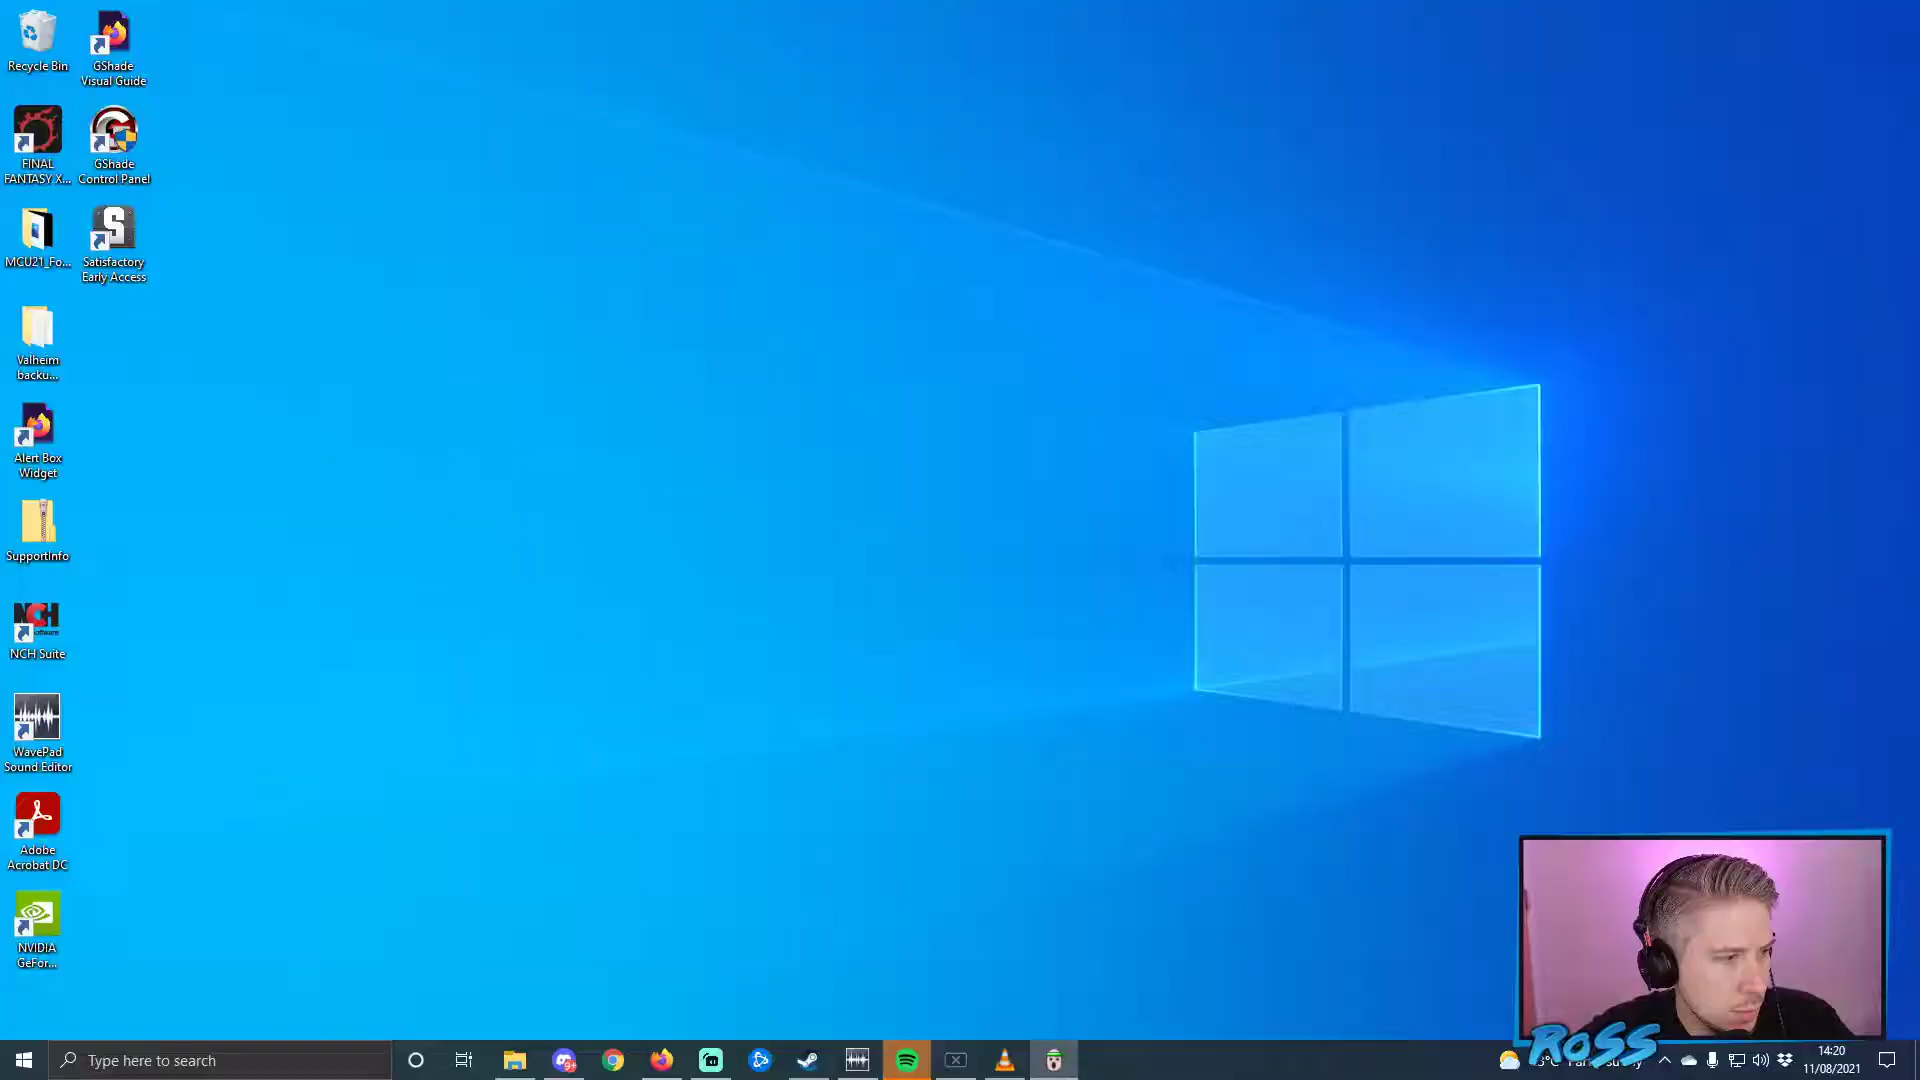 Recycle Bin
GShade
Visual Guide
FINAL
FANTASY X...
GShade
Control Panel
MCU21_Fo...
Satisfactory
Early Access
Valheim
backu...
Alert Box
Widget
SupportInfo
NCH
NCH Suite
WavePad
Sound Editor
Adobe
Acrobat DC
NVIDIA
GeFor...
Type here to search
9+
RoSS
14:20
11/08/2021